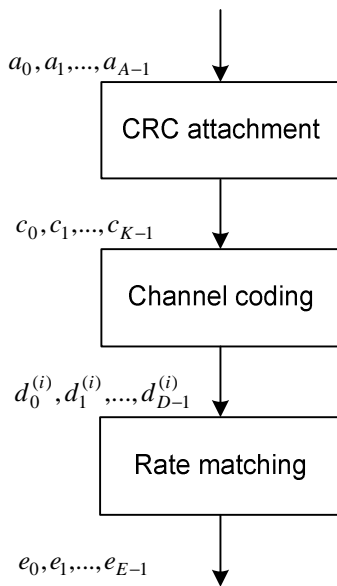 a_0, a_1,..., a_{A-1}
CRC attachment
c_0, c_1,..., c_{K-1}
Channel coding
d_0^{(i)}, d_1^{(i)},..., d_{D-1}^{(i)}
Rate matching
e_0, e_1,..., e_{E-1}